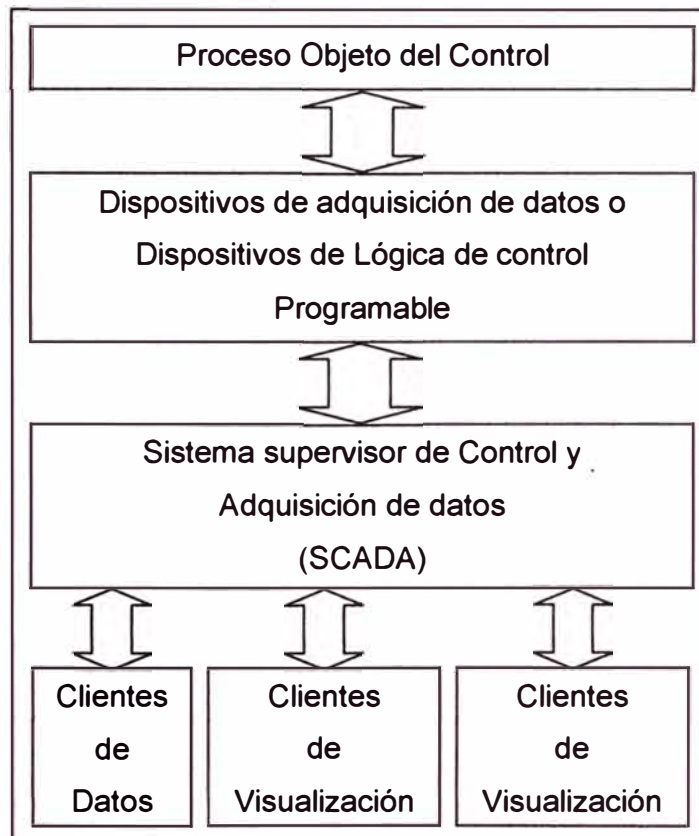 Proceso Objeto del Control
Dispositivos de adquisición de datos o
Dispositivos de Lógica de control
Programable
Sistema supervisor de Control y
Adquisición de datos
(SCADA)
Clientes
de
Datos
Clientes
de
Visualización
Clientes
de
Visualización